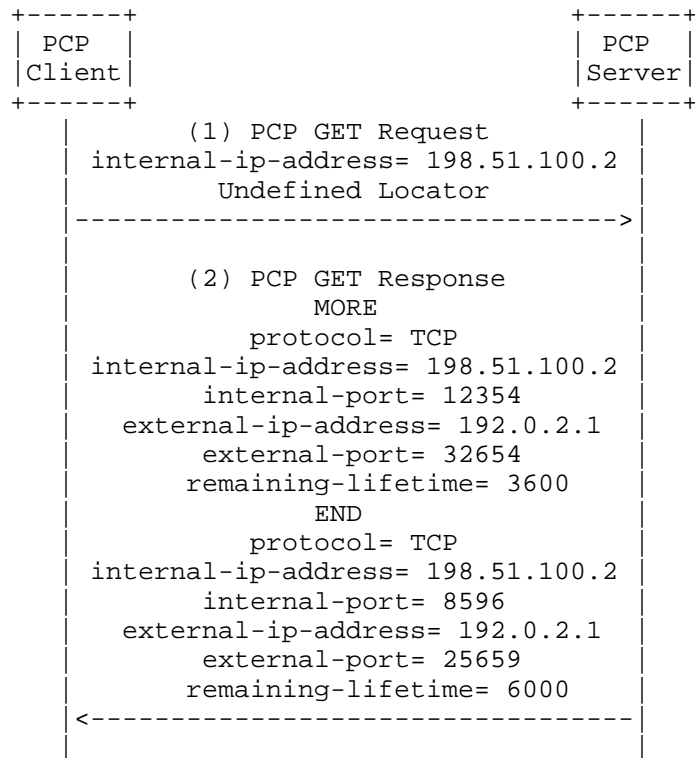 PCP PCP
Client Server
(1) PCP GET Request
internal-ip-address= 198.51.100.2
Undefined Locator
(2) PCP GET Response
MORE
protocol= TCP
internal-ip-address= 198.51.100.2
internal-port= 12354
external-ip-address= 192.0.2.1
external-port= 32654
remaining-lifetime= 3600
END
protocol= TCP
internal-ip-address= 198.51.100.2
internal-port= 8596
external-ip-address= 192.0.2.1
external-port= 25659
remaining-lifetime= 6000